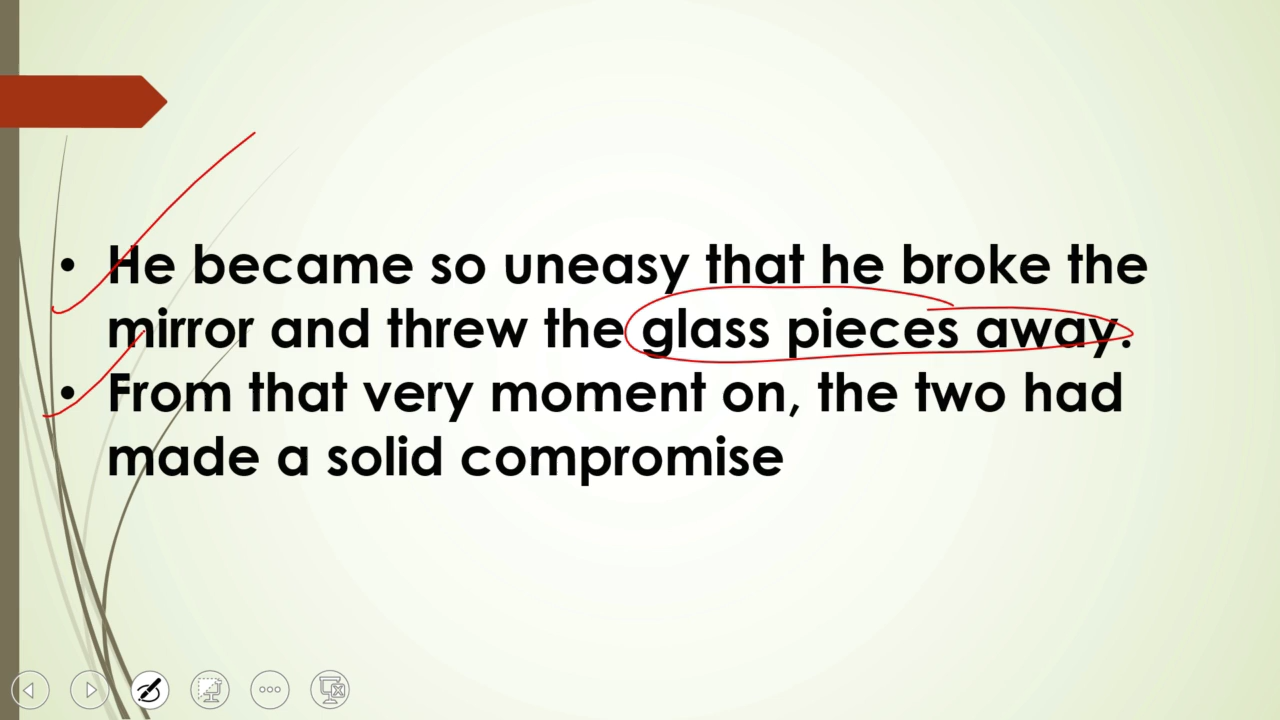 • He became so uneasy that he broke the
mirror and threw the glass pieces away.
• From that very moment on, the two had
made a solid compromise